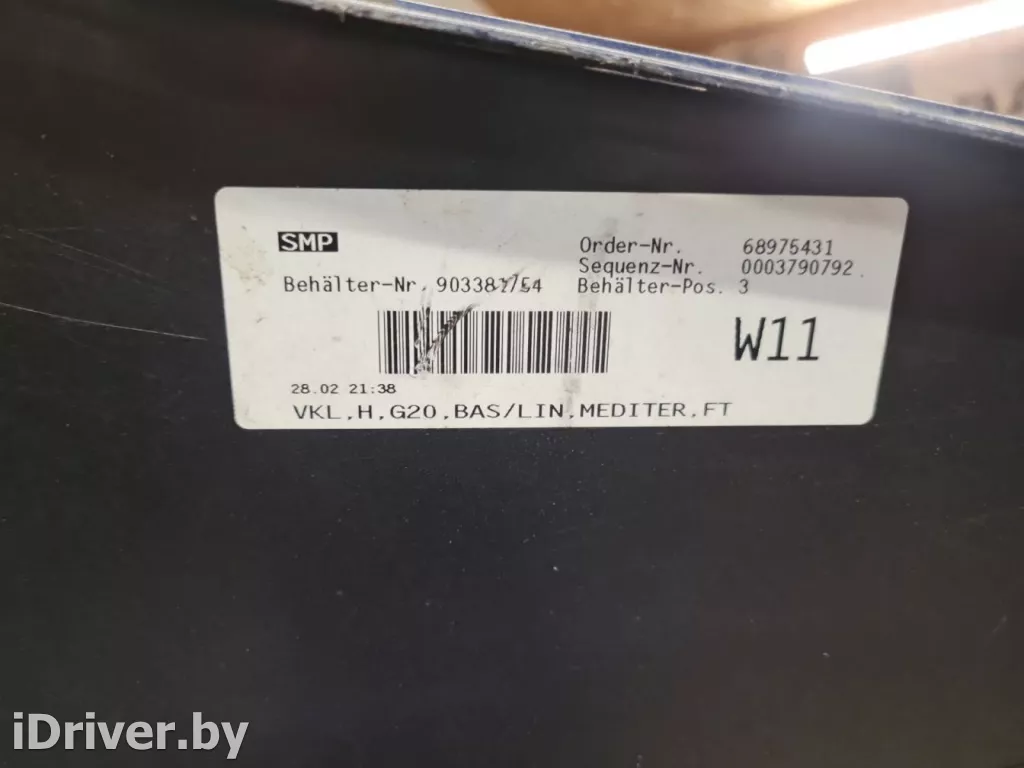 SMP
Order-Nr. 68975431
Sequenz-Nr. 0003790792
Behälter-Nr. Behälter-Pos. 3
W11
28.02 21:38
VKL,H,G20,BAS/LIN,MEDITER,FT
iDriver.by